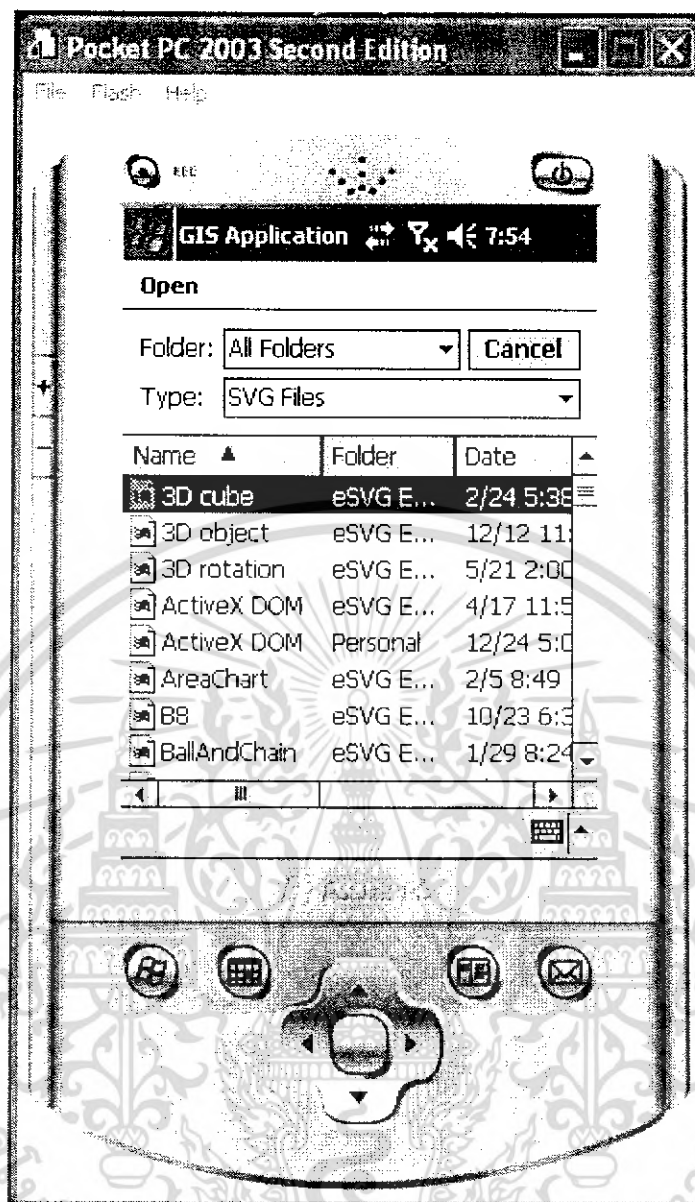 Pocket PC 2003 Second Edition
File Flash Help
REC
GIS Application 7:54
Open
Folder: All Folders Cancel
Type: SVG Files
Name Folder Date
3D cube eSVG E... 2/24 5:38
3D object eSVG E... 12/12 11:
3D rotation eSVG E... 5/21 2:00
ActiveX DOM eSVG E... 4/17 11:5
ActiveX DOM Personal 12/24 5:0
AreaChart eSVG E... 2/5 8:49
B8 eSVG E... 10/23 6:3
BallAndChain eSVG E... 1/29 8:24